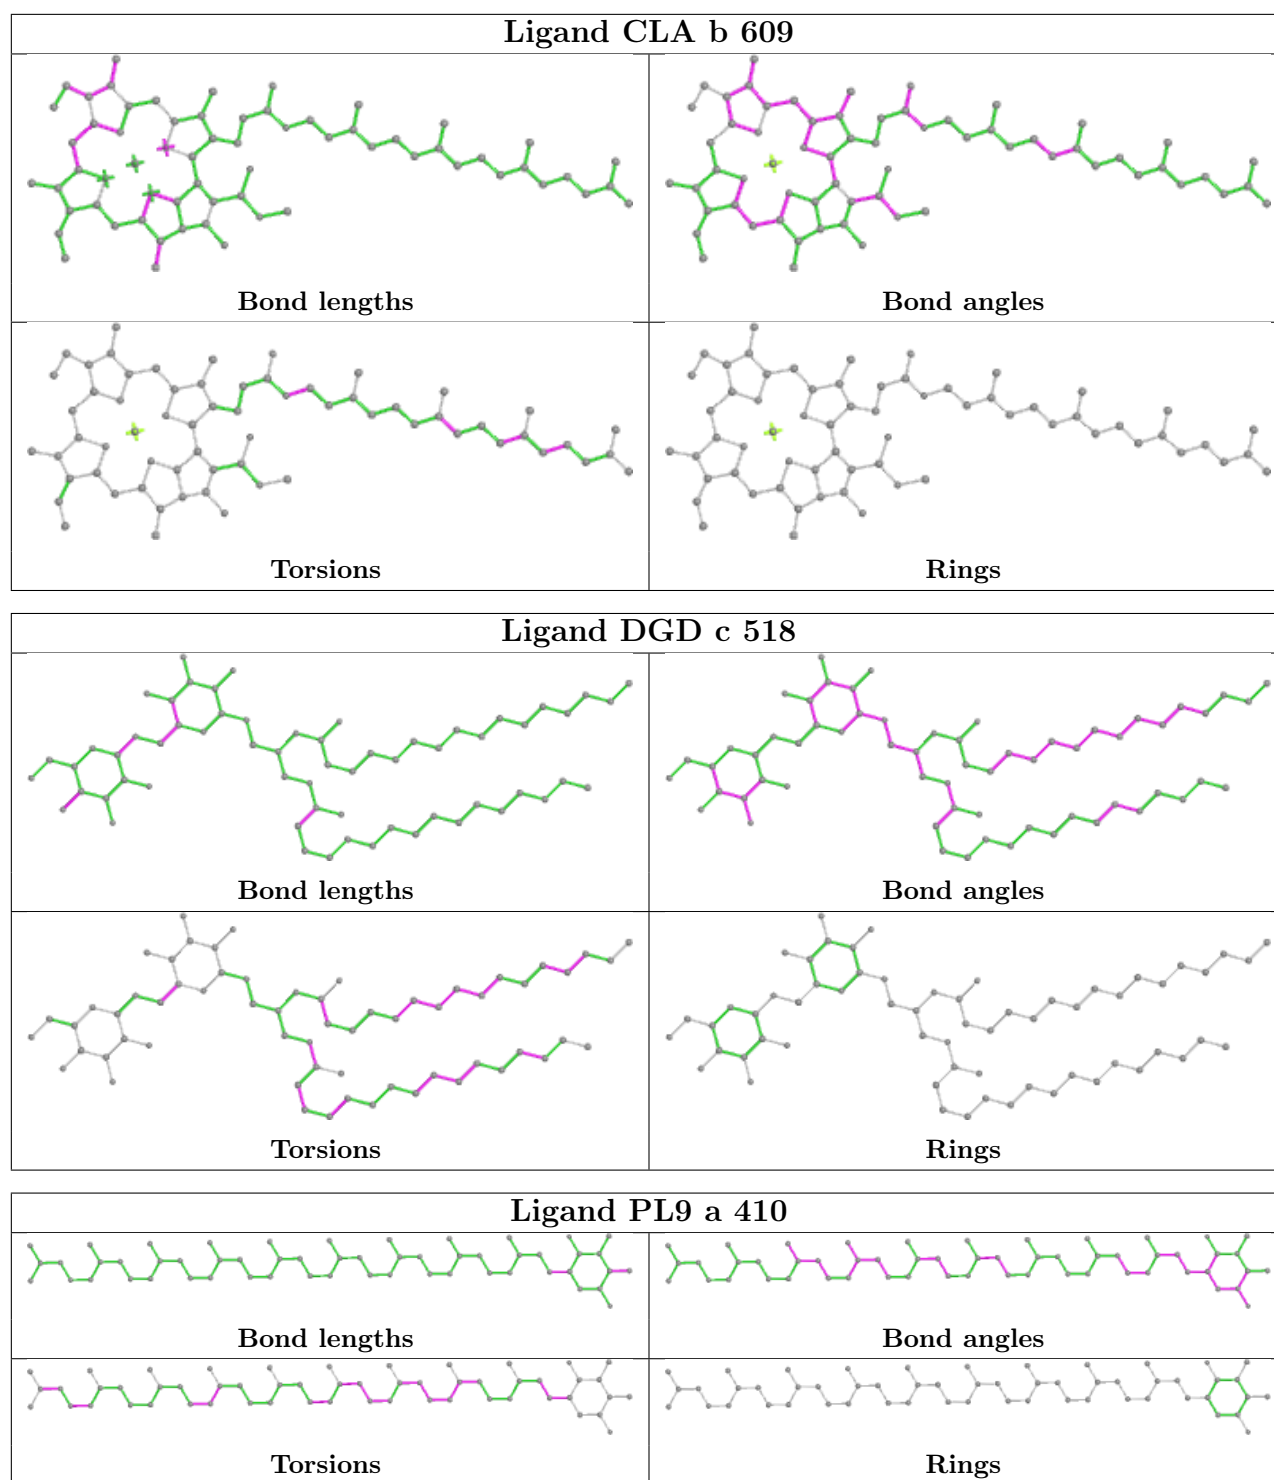 Ligand CLA b 609
Bond lengths
Bond angles
Torsions
Rings
Ligand DGD c 518
Bond lengths
Bond angles
Torsions
Rings
Ligand PL9 a 410
Bond lengths
Bond angles
Torsions
Rings